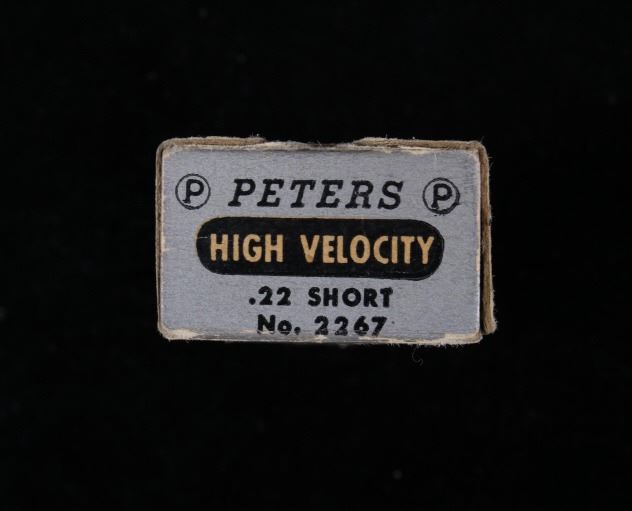 P PETERS P
HIGH VELOCITY
.22 SHORT
No. 2267